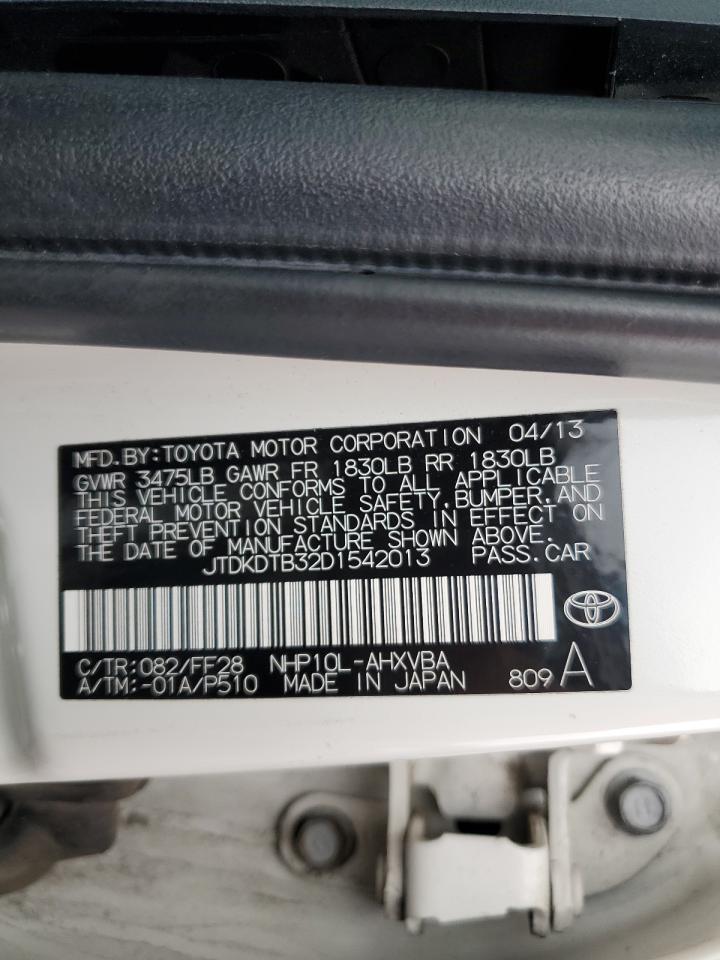 MFD.BY:TOYOTA MOTOR CORPORATION 04/13
GVWR 3475LB GAWR FR 1830LB RR 1830LB
THIS VEHICLE CONFORMS TO ALL APPLICABLE
FEDERAL MOTOR VEHICLE SAFETY,BUMPER,AND
THEFT PREVENTION STANDARDS IN EFFECT ON
THE DATE OF MANUFACTURE SHOWN ABOVE.
JTDKDTB32D1542013 PASS.CAR
C/TR:082/FF28 NHP10L-AHXVBA
A/TM:-01A/P510 MADE IN JAPAN 809 A